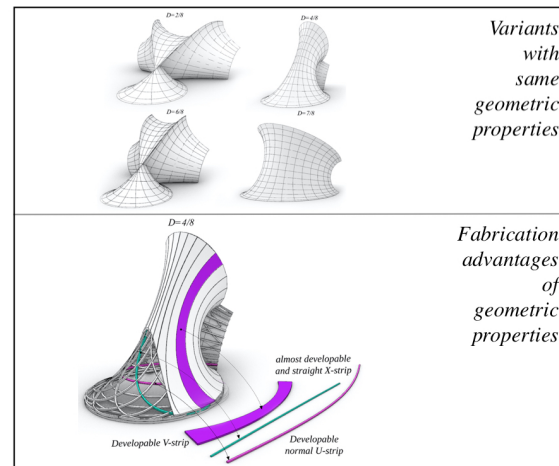 D=2/8
D=4/8
Variants
with
same
geometric
properties
D=6/8
D=7/8
D=4/8
Fabrication
advantages
of
geometric
properties
almost developable
and straight X-strip
Developable V-strip
Developable
normal U-strip